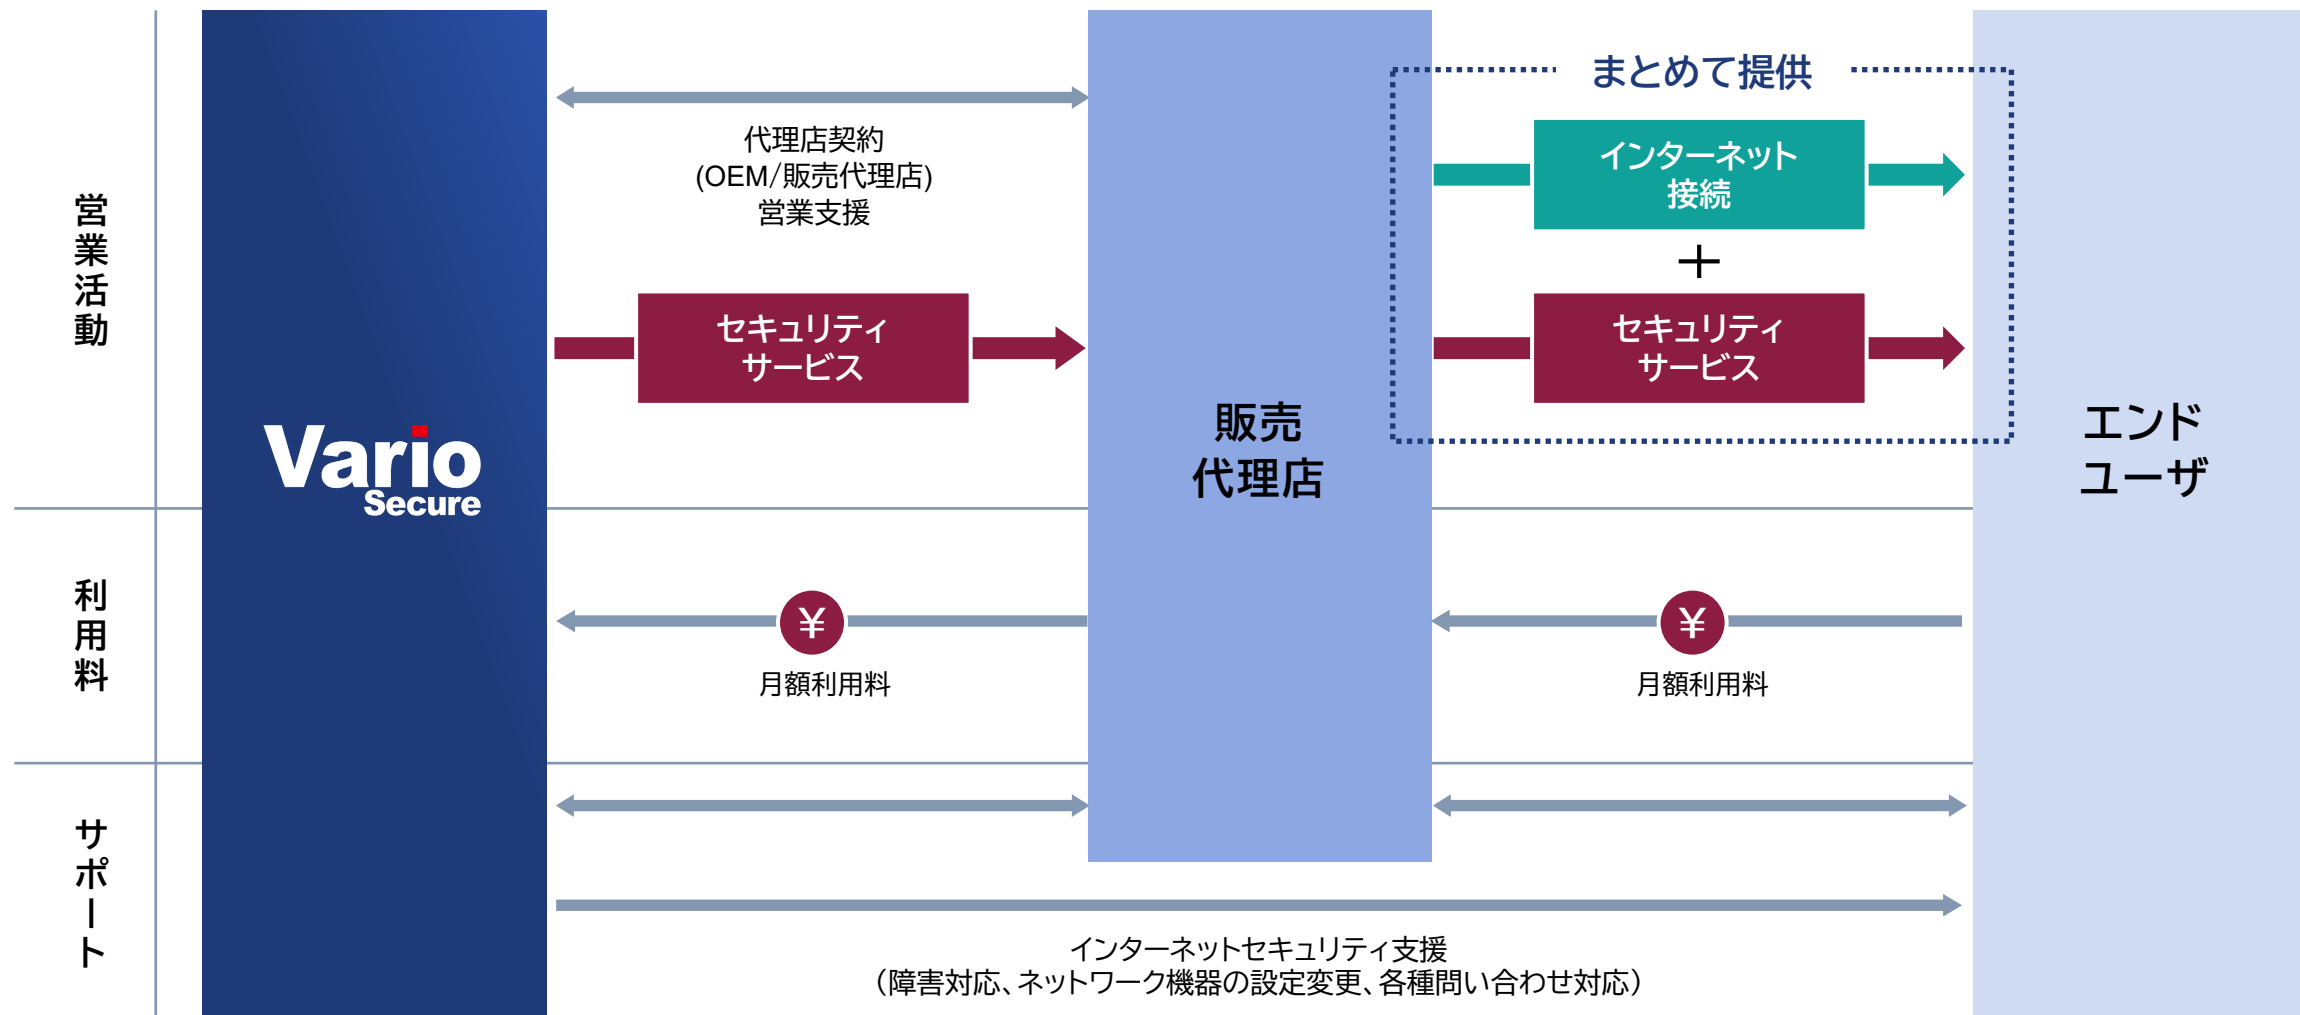 営業活動
Vario
Secure
代理店契約
(OEM/販売代理店)
営業支援
セキュリティ
サービス
販売
代理店
まとめて提供
インターネット
接続
＋
セキュリティ
サービス
エンド
ユーザ
利用料
¥
月額利用料
¥
月額利用料
サポート
インターネットセキュリティ支援
（障害対応、ネットワーク機器の設定変更、各種問い合わせ対応）